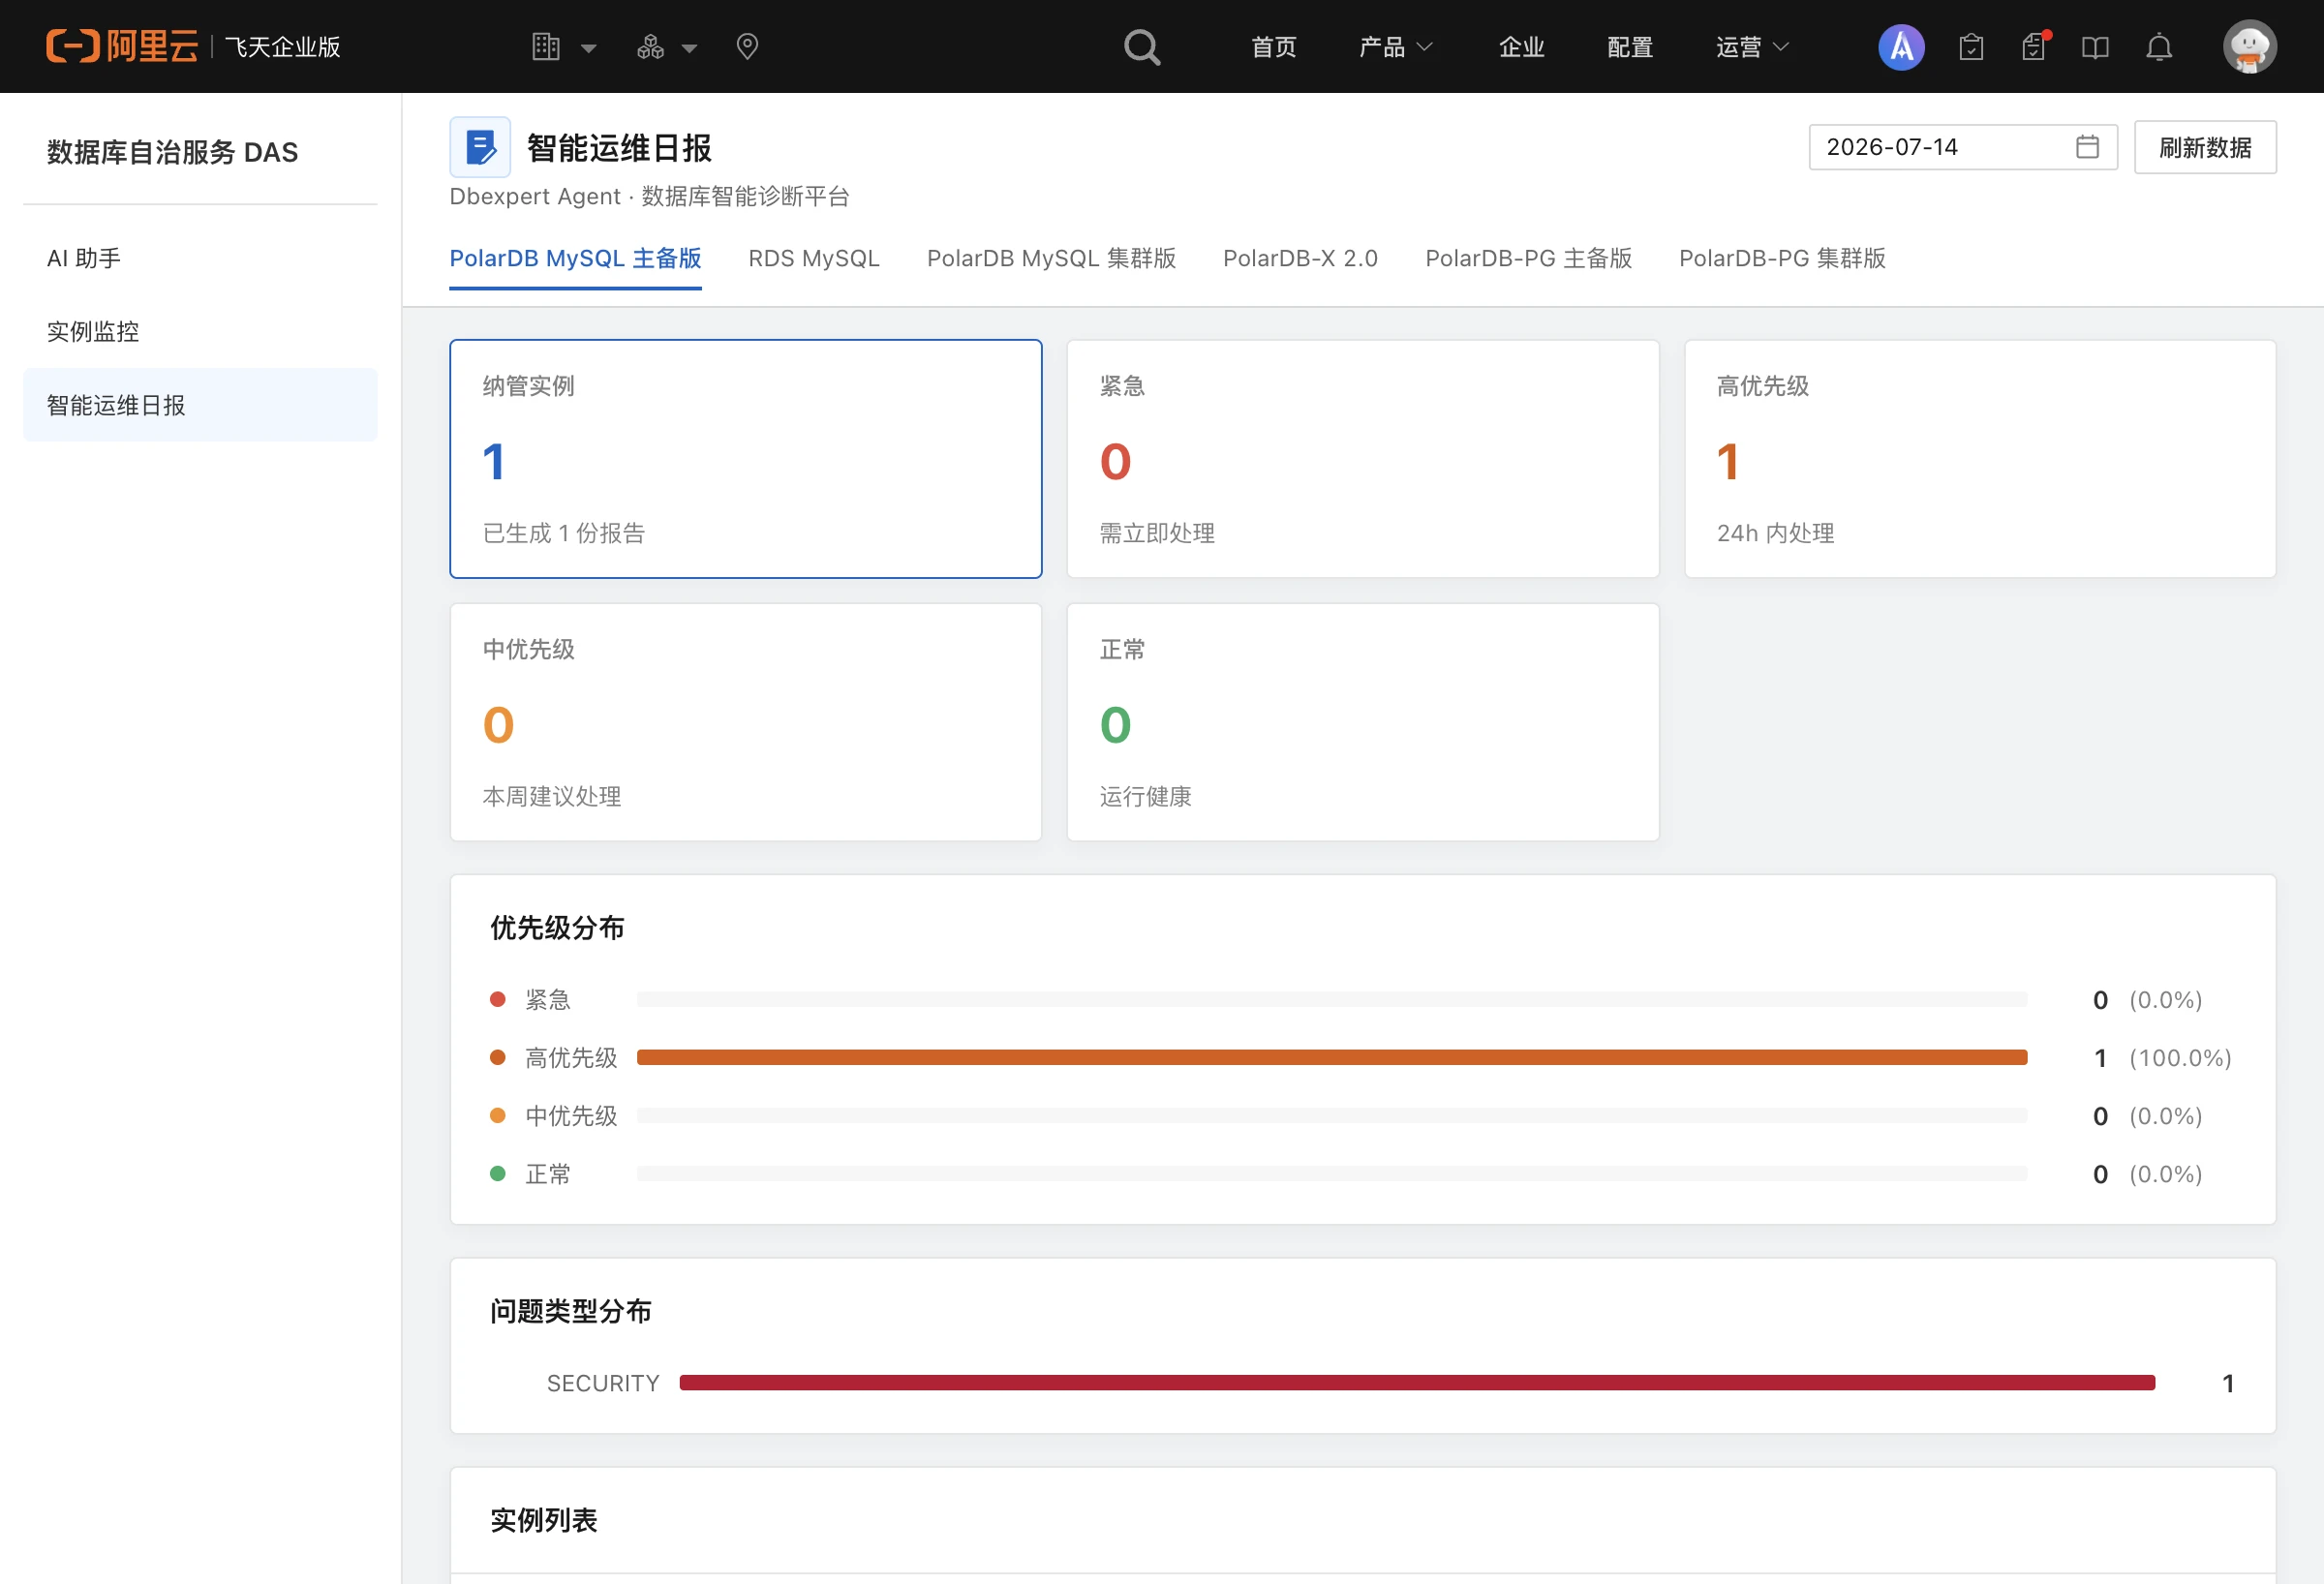 阿里云 飞天企业版 首页 产品 企业 配置 运营
数据库自治服务 DAS
AI 助手
实例监控
智能运维日报
智能运维日报
2026-07-14 刷新数据
Dbexpert Agent · 数据库智能诊断平台
PolarDB MySQL 主备版 RDS MySQL PolarDB MySQL 集群版 PolarDB-X 2.0 PolarDB-PG 主备版 PolarDB-PG 集群版
纳管实例
1
已生成 1 份报告
紧急
0
需立即处理
高优先级
1
24h 内处理
中优先级
0
本周建议处理
正常
0
运行健康
优先级分布
紧急 0 (0.0%)
高优先级 1 (100.0%)
中优先级 0 (0.0%)
正常 0 (0.0%)
问题类型分布
SECURITY 1
实例列表